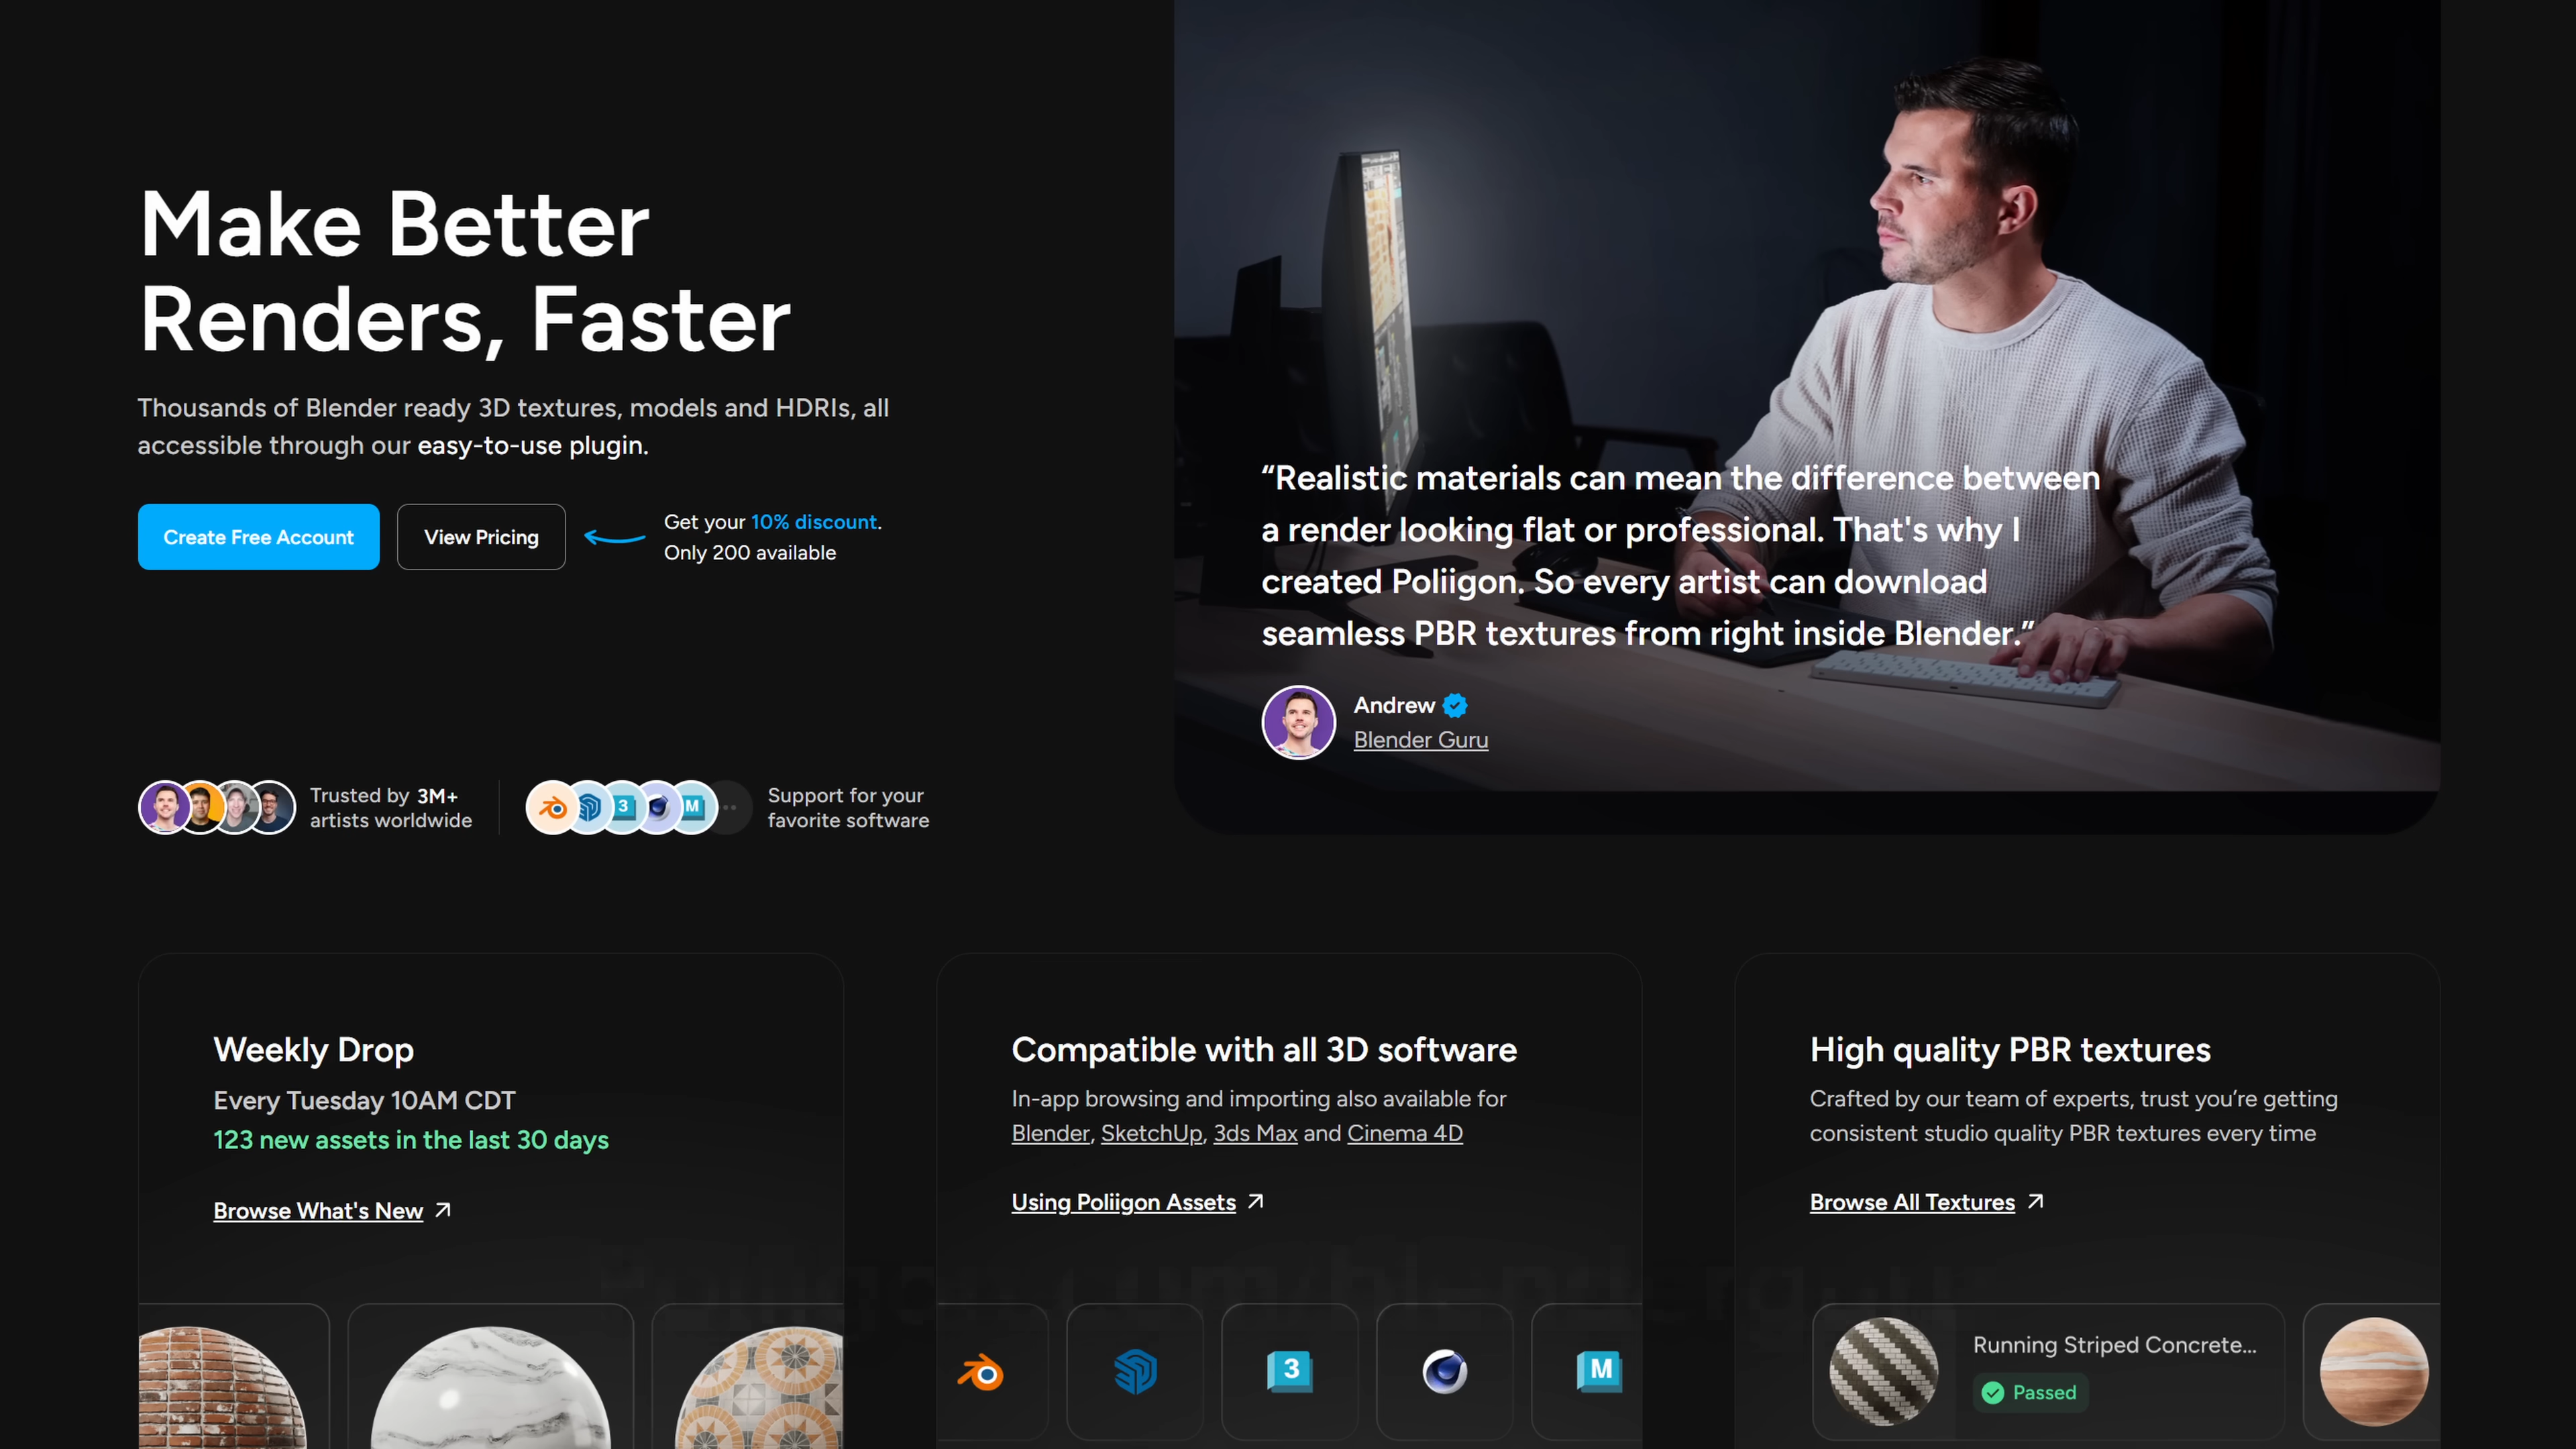 Make Better
Renders, Faster
Thousands of Blender ready 3D textures, models and HDRIs, all
accessible through our easy-to-use plugin.
Create Free Account
View Pricing
Get your 10% discount.
Only 200 available
“Realistic materials can mean the difference between
a render looking flat or professional. That's why I
created Poliigon. So every artist can download
seamless PBR textures from right inside Blender.”
Andrew
Blender Guru
Trusted by 3M+
artists worldwide
3
M
Support for your
favorite software
Weekly Drop
Every Tuesday 10AM CDT
123 new assets in the last 30 days
Browse What's New
Compatible with all 3D software
In-app browsing and importing also available for
Blender, SketchUp, 3ds Max and Cinema 4D
Using Poliigon Assets
3
M
High quality PBR textures
Crafted by our team of experts, trust you’re getting
consistent studio quality PBR textures every time
Browse All Textures
Running Striped Concrete...
Passed